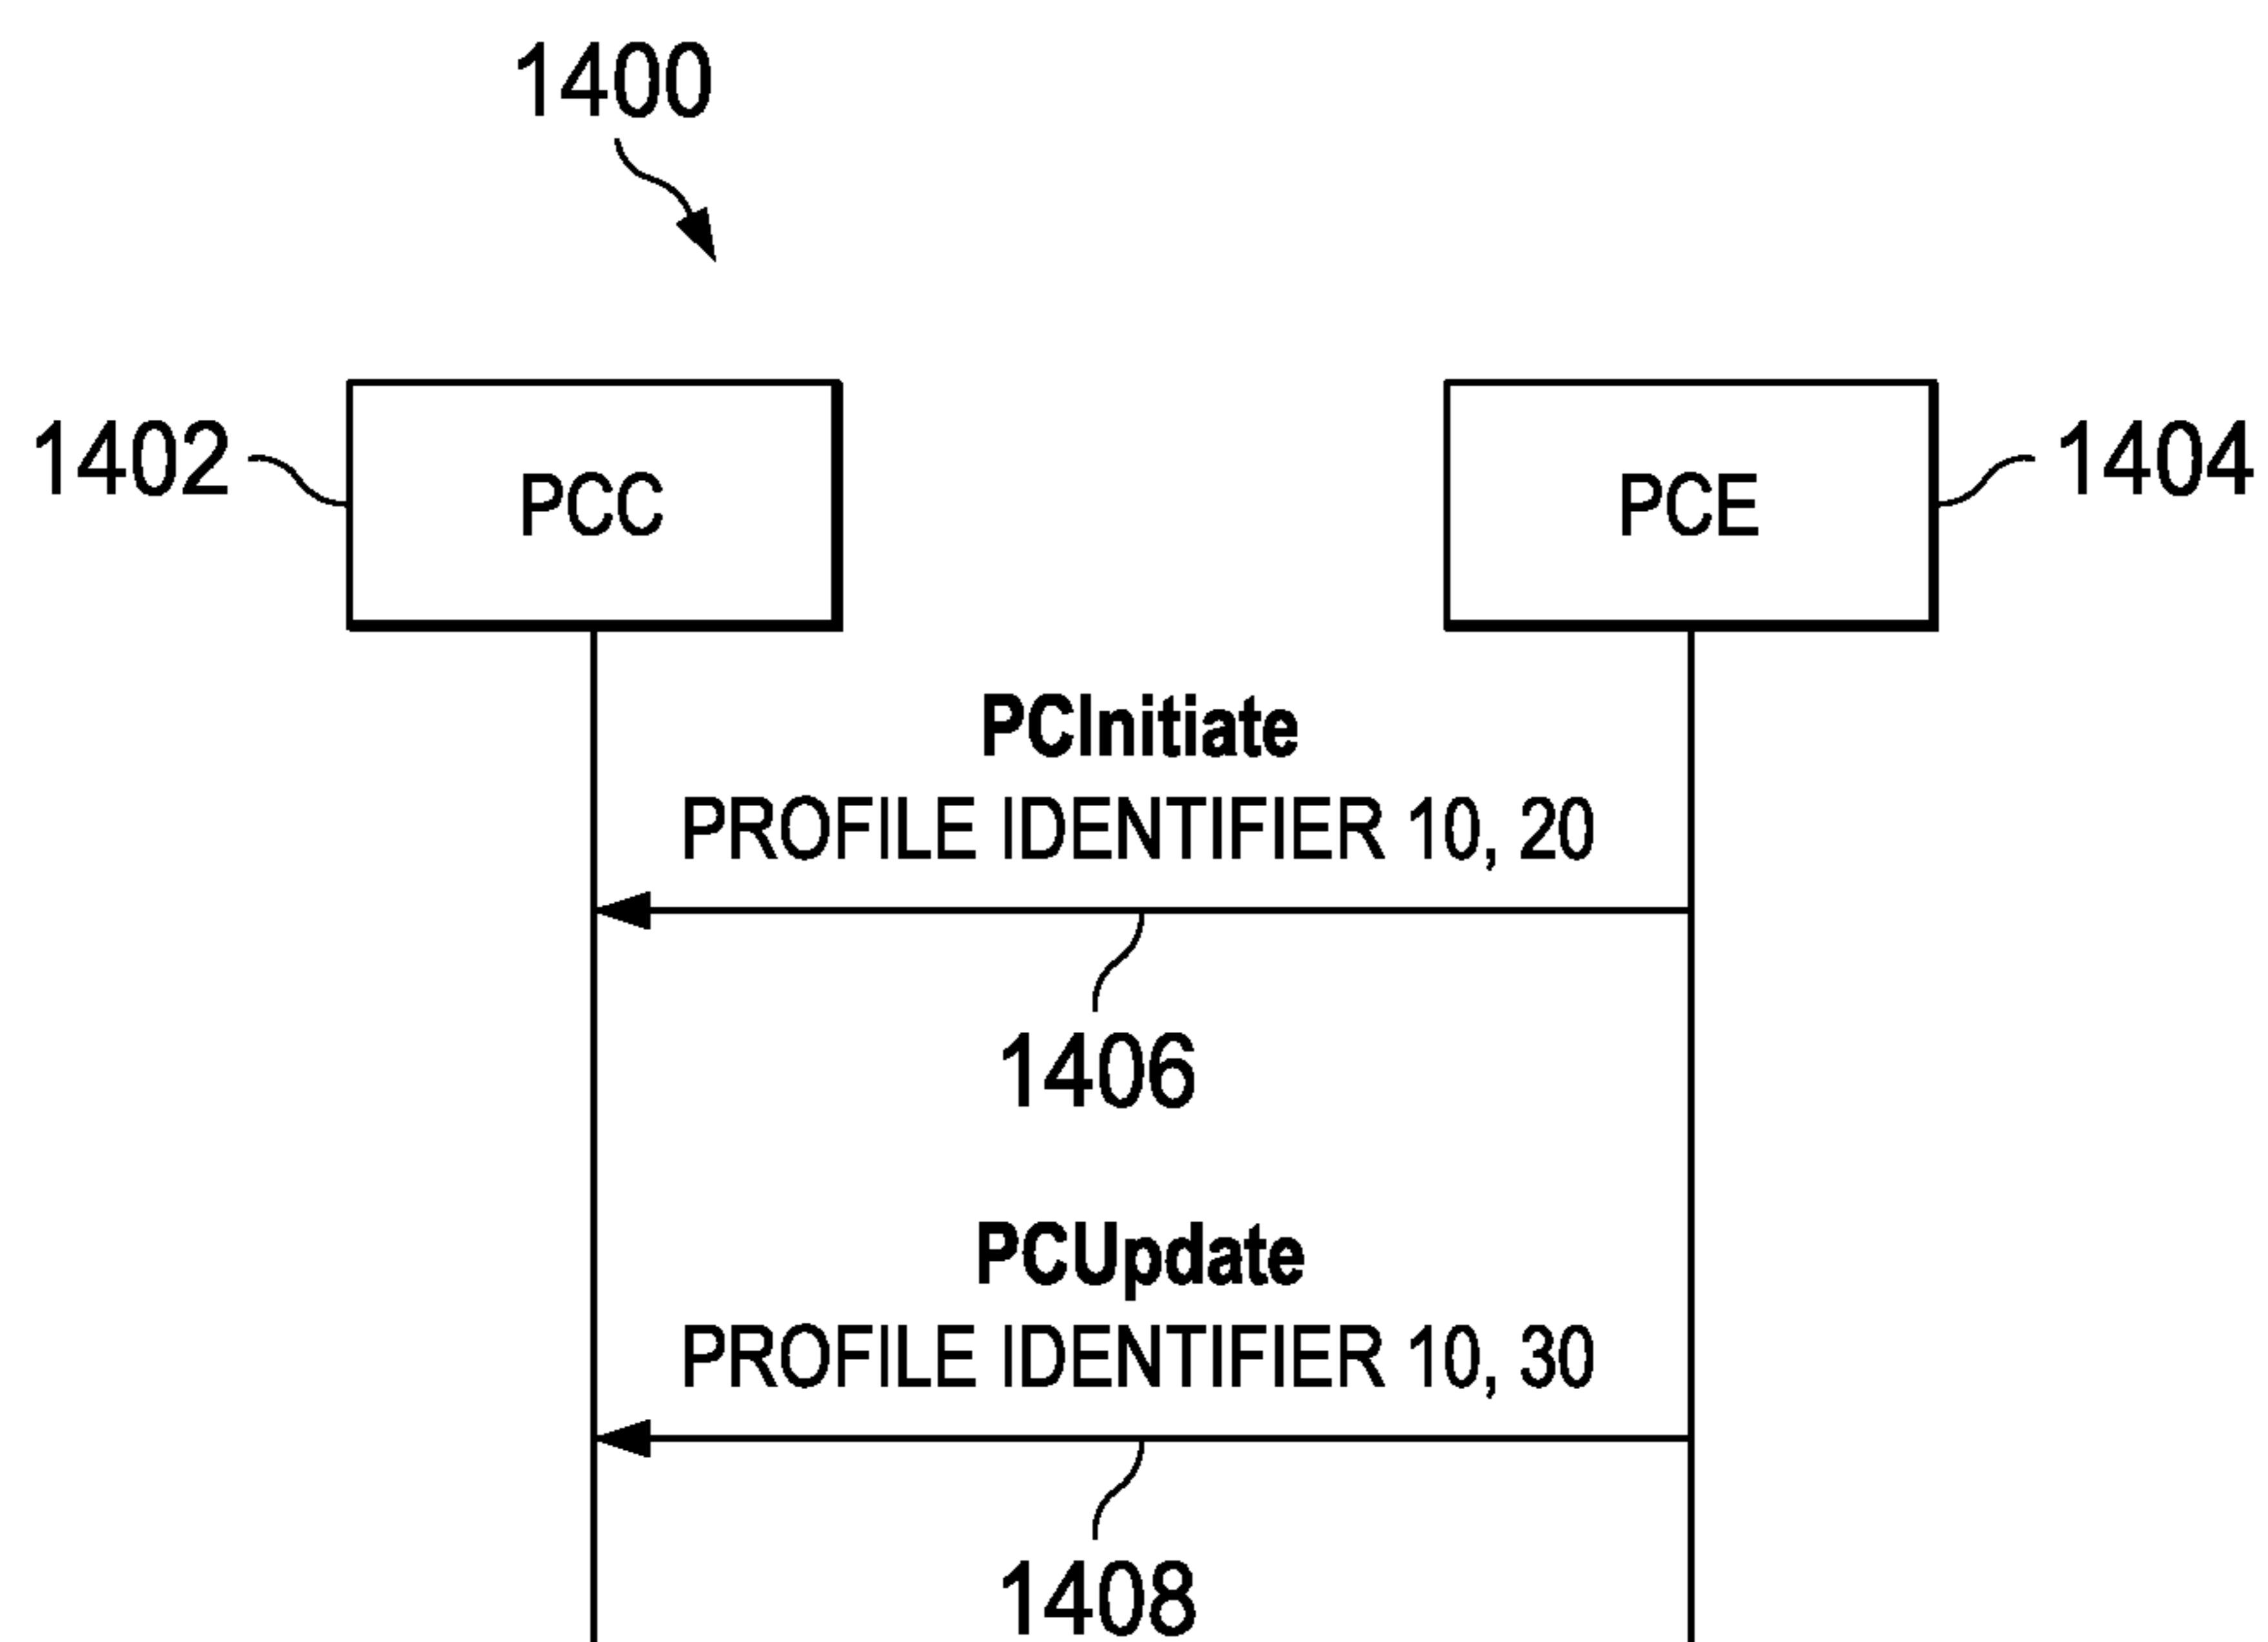 1400
1402
PCC
PCE
1404
PCInitiate
PROFILE IDENTIFIER 10, 20
1406
PCUpdate
PROFILE IDENTIFIER 10, 30
1408